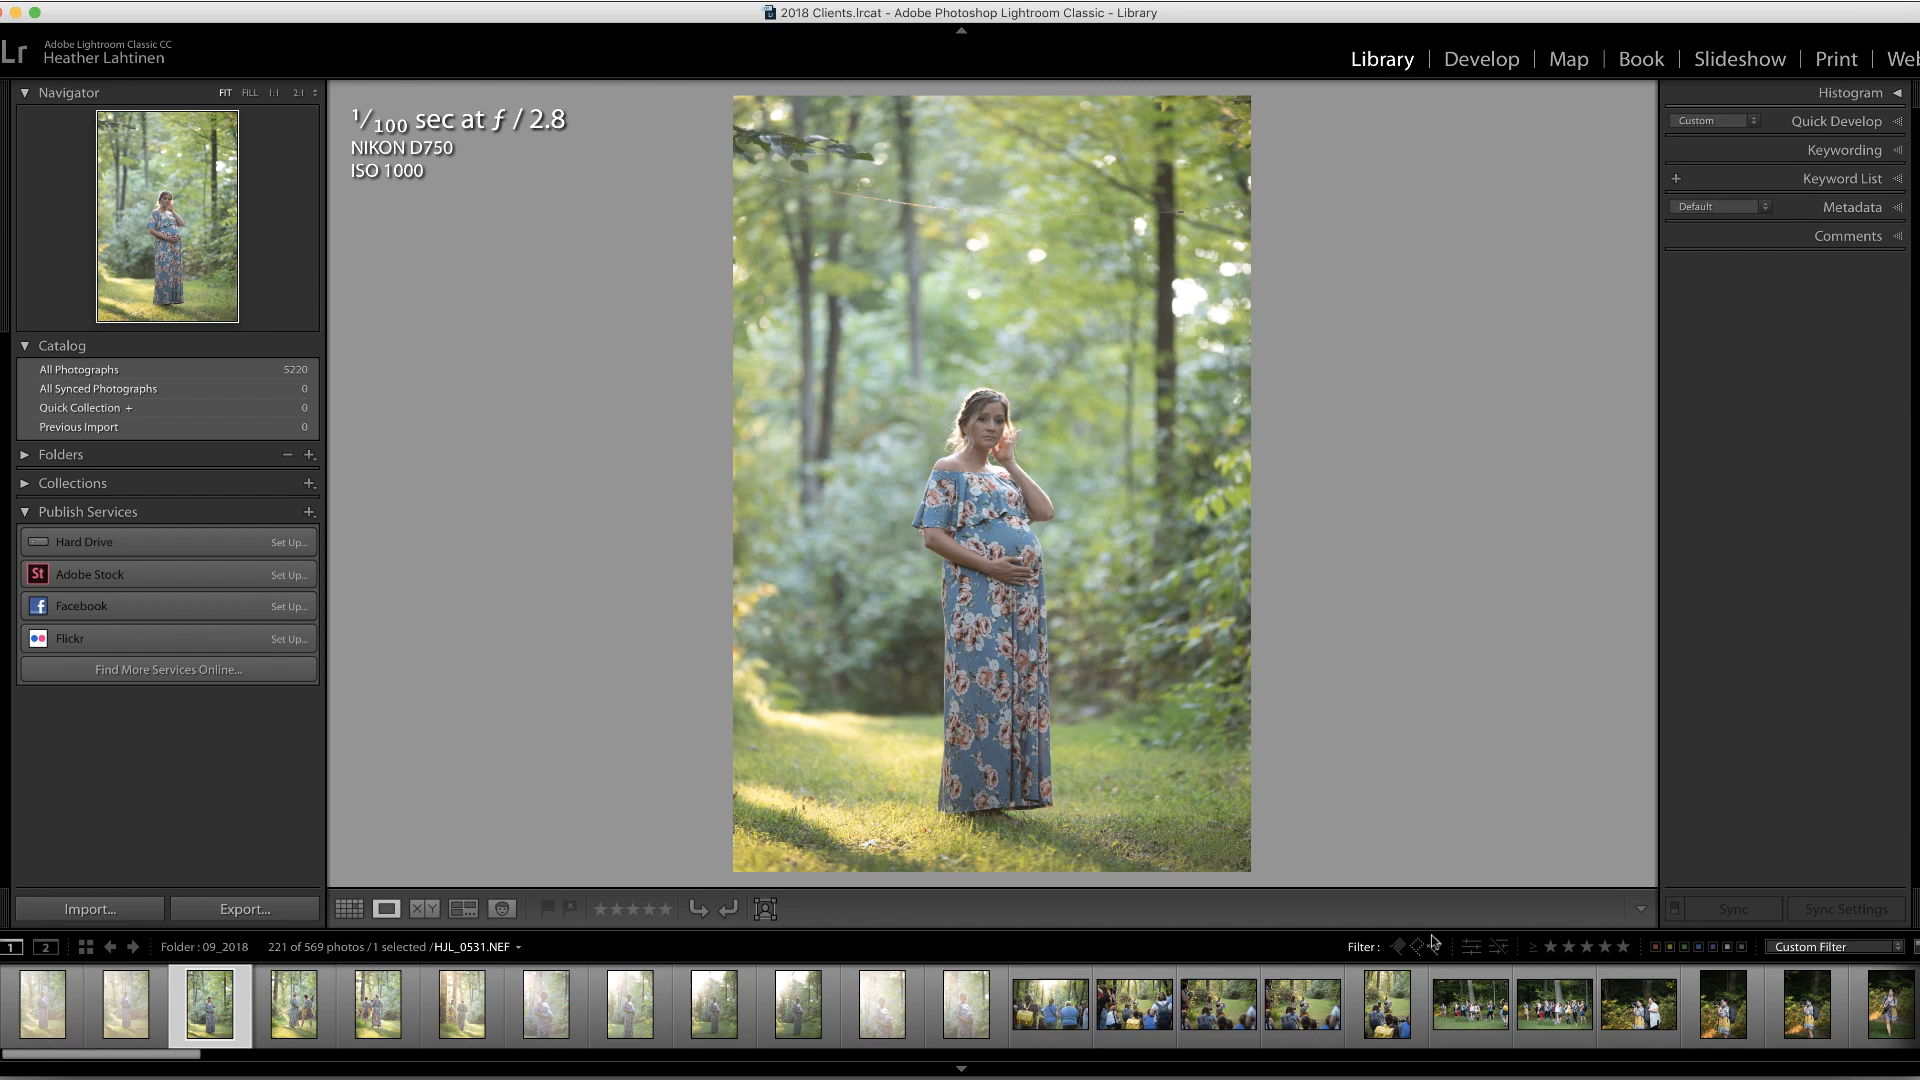 2018 Clients.lrcat - Adobe Photoshop Lightroom Classic - Library
Lr
Adobe Lightroom Classic CC
Heather Lahtinen
Library | Develop | Map | Book | Slideshow | Print | Web
Navigator FIT FILL 1:1 2:1
1/100 sec at ƒ / 2.8
NIKON D750
ISO 1000
Histogram
Custom Quick Develop
Keywording
+ Keyword List
Default Metadata
Comments
Catalog
All Photographs 5220
All Synced Photographs 0
Quick Collection + 0
Previous Import 0
Folders − +
Collections +
Publish Services +
Hard Drive Set Up...
St Adobe Stock Set Up...
f Facebook Set Up...
Flickr Set Up...
Find More Services Online...
Import... Export...
X Y
Sync Sync Settings
1 2 Folder : 09_2018 221 of 569 photos / 1 selected / HJL_0531.NEF
Filter : ≥ Custom Filter